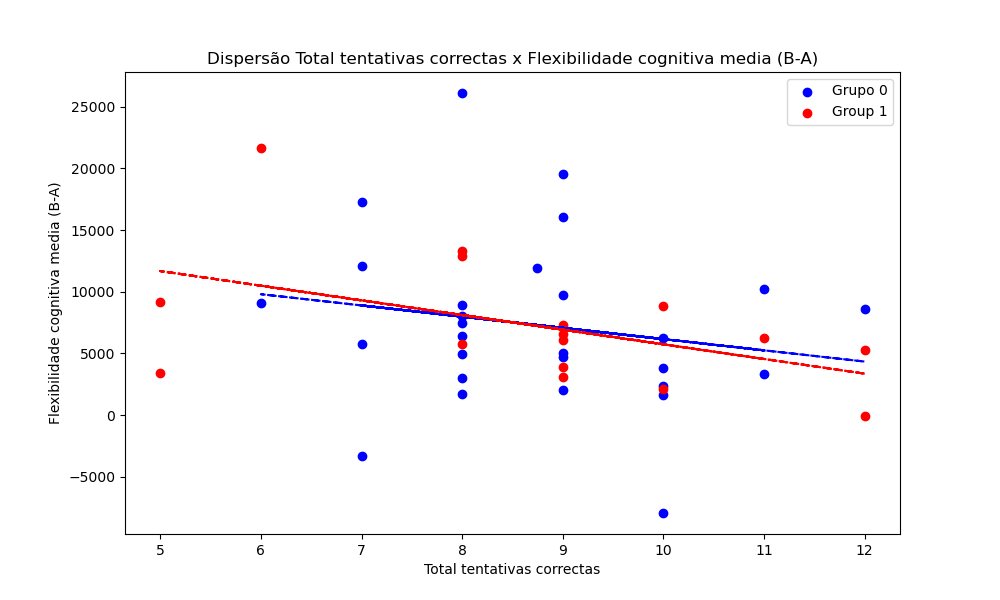 Dispersão Total tentativas correctas x Flexibilidade cognitiva media (B-A)
Grupo 0
Group 1
25000
20000
15000
10000
5000
0
−5000
Flexibilidade cognitiva media (B-A)
5 6 7 8 9 10 11 12
Total tentativas correctas